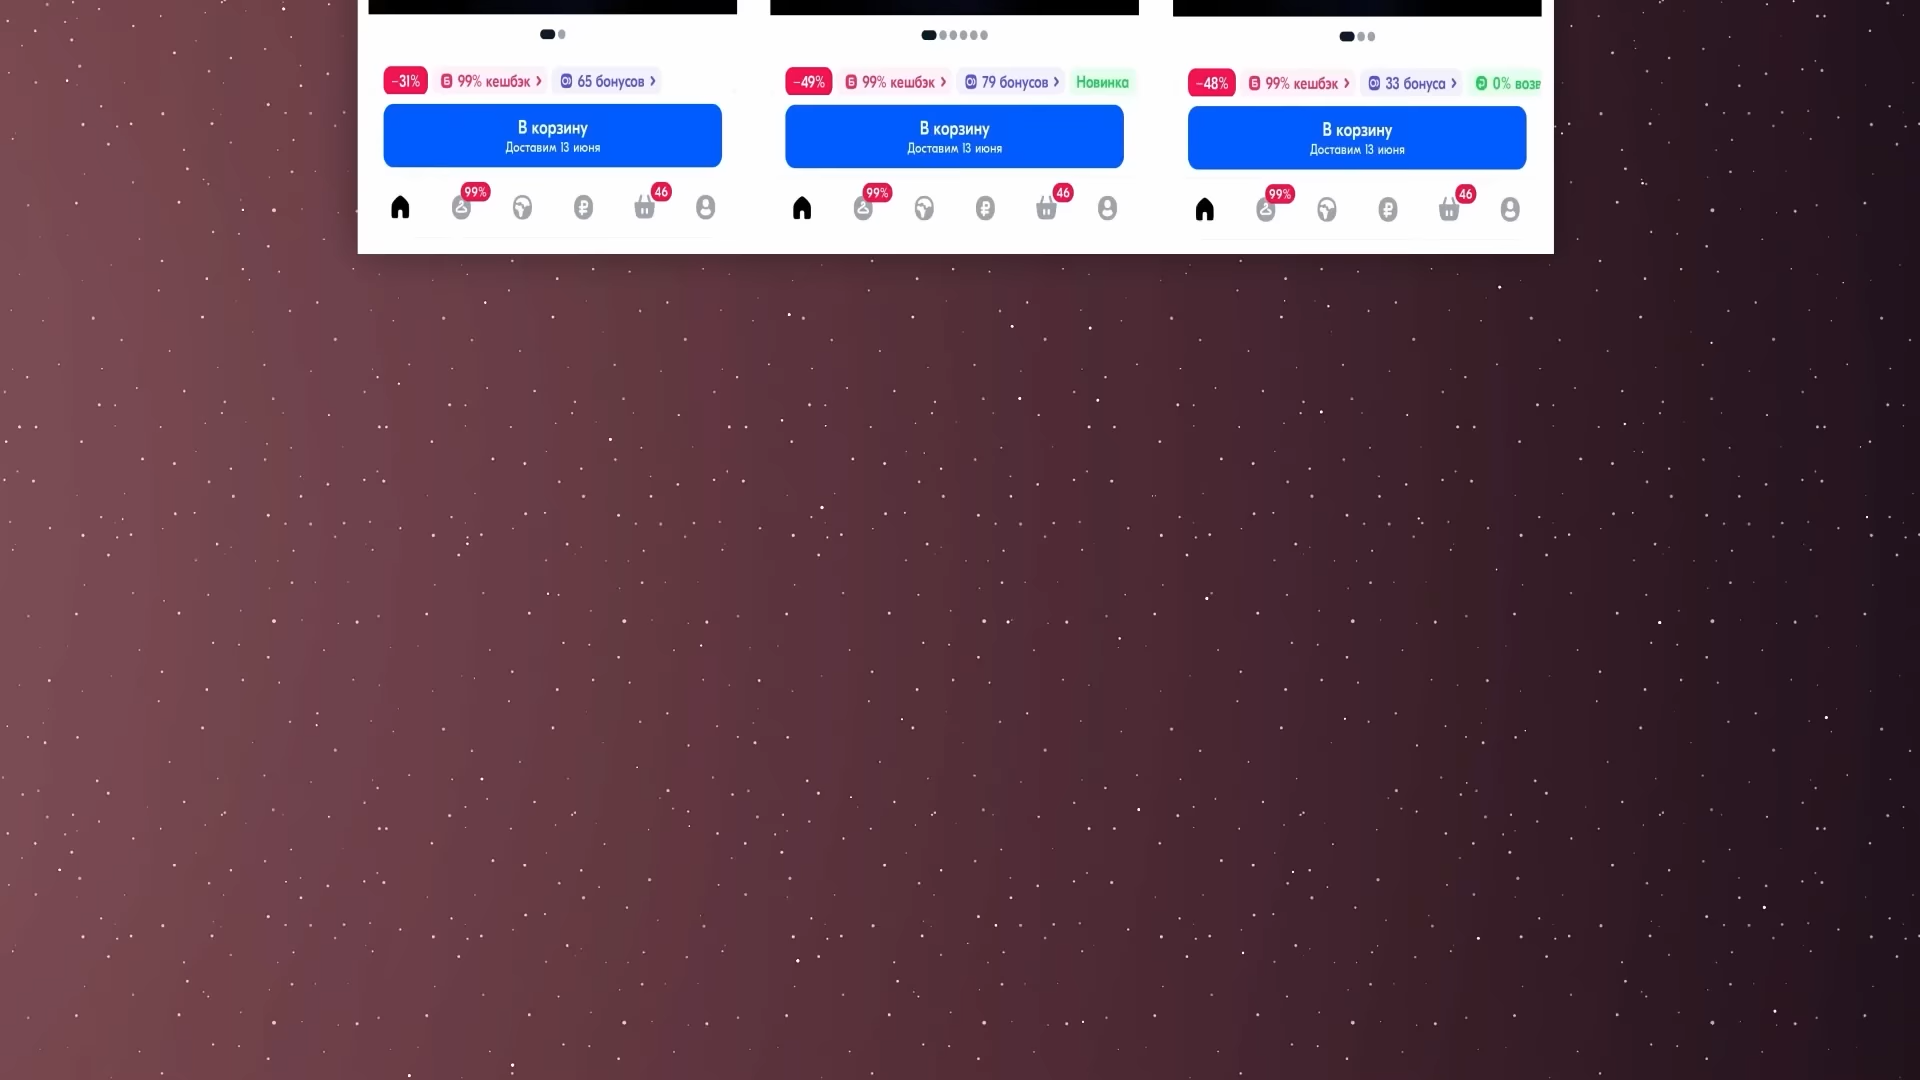 -31% 99% кешбэк 65 бонусов
В корзину
Доставим 13 июня
99% 46
-49% 99% кешбэк 79 бонусов Новинка
В корзину
Доставим 13 июня
99% 46
-48% 99% кешбэк 33 бонуса 0%
В корзину
Доставим 13 июня
99% 46